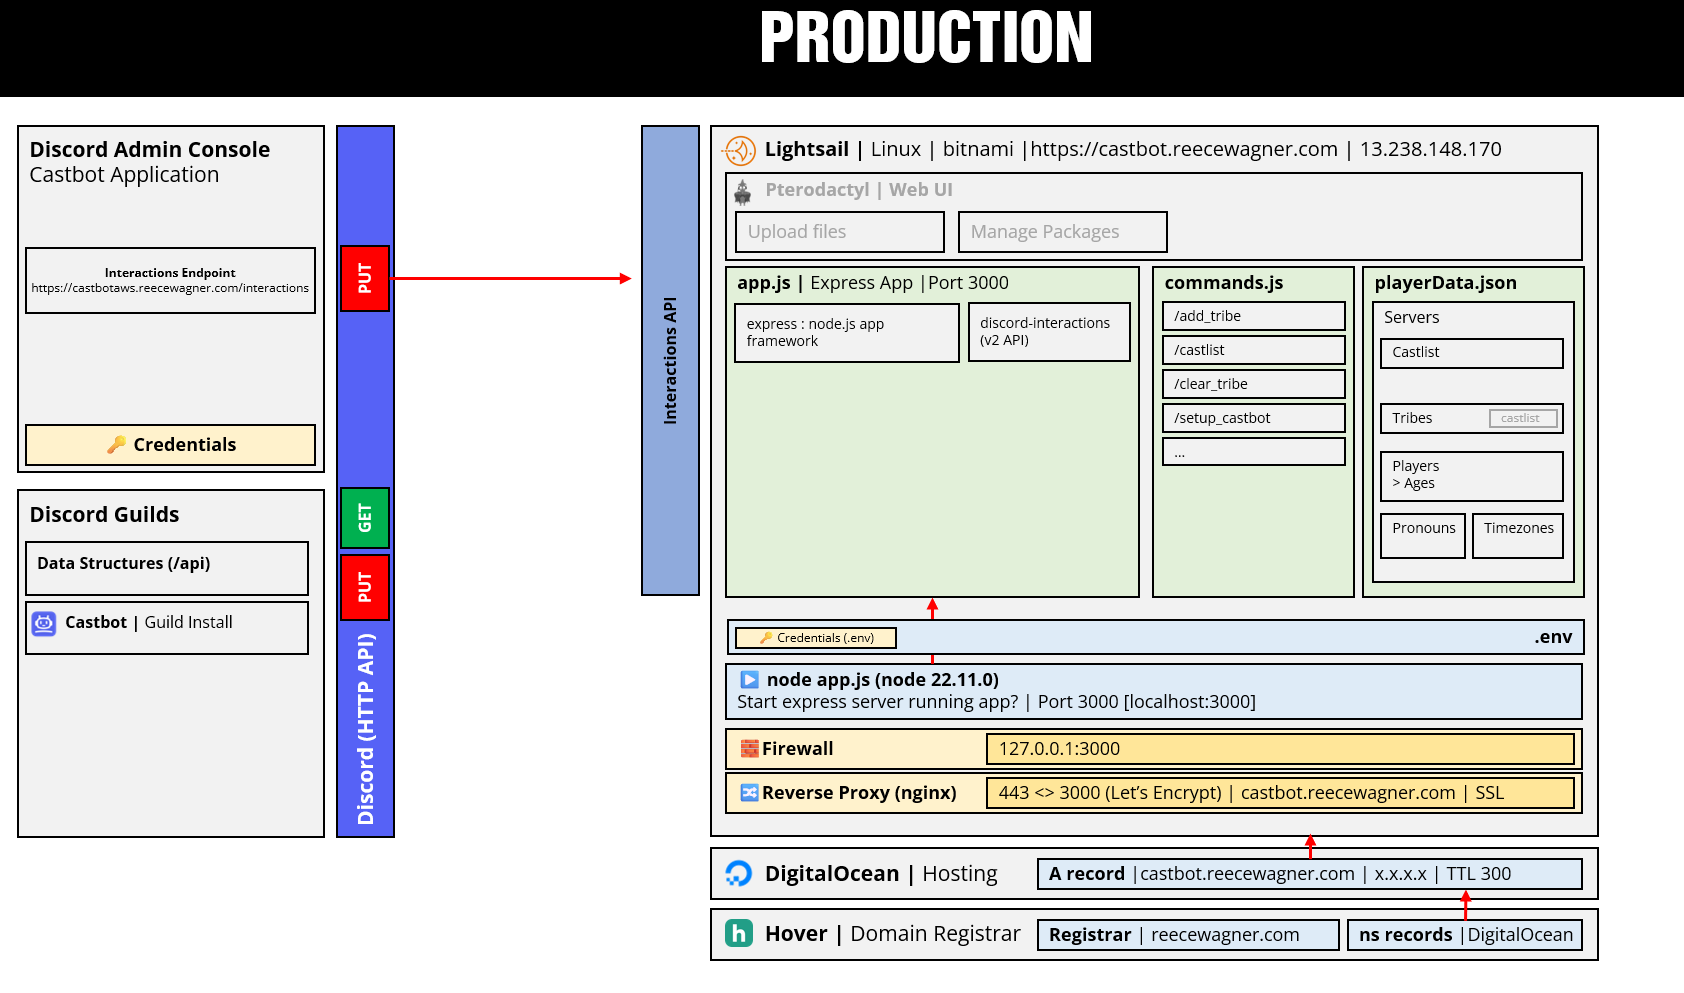 PRODUCTION
Discord Admin Console
Castbot Application
Interactions Endpoint
https://castbotaws.reecewagner.com/interactions
Credentials
Discord Guilds
Data Structures (/api)
Castbot | Guild Install
PUT
GET
PUT
Discord (HTTP API)
Interactions API
Lightsail | Linux | bitnami |https://castbot.reecewagner.com | 13.238.148.170
Pterodactyl | Web UI
Upload files
Manage Packages
app.js | Express App |Port 3000
express : node.js app
framework
discord-interactions
(v2 API)
commands.js
/add_tribe
/castlist
/clear_tribe
/setup_castbot
...
playerData.json
Servers
Castlist
Tribes
castlist
Players
> Ages
Pronouns
Timezones
Credentials (.env)
.env
node app.js (node 22.11.0)
Start express server running app? | Port 3000 [localhost:3000]
Firewall
127.0.0.1:3000
Reverse Proxy (nginx)
443 <> 3000 (Let’s Encrypt) | castbot.reecewagner.com | SSL
DigitalOcean | Hosting
A record |castbot.reecewagner.com | x.x.x.x | TTL 300
h
Hover | Domain Registrar
Registrar | reecewagner.com
ns records |DigitalOcean